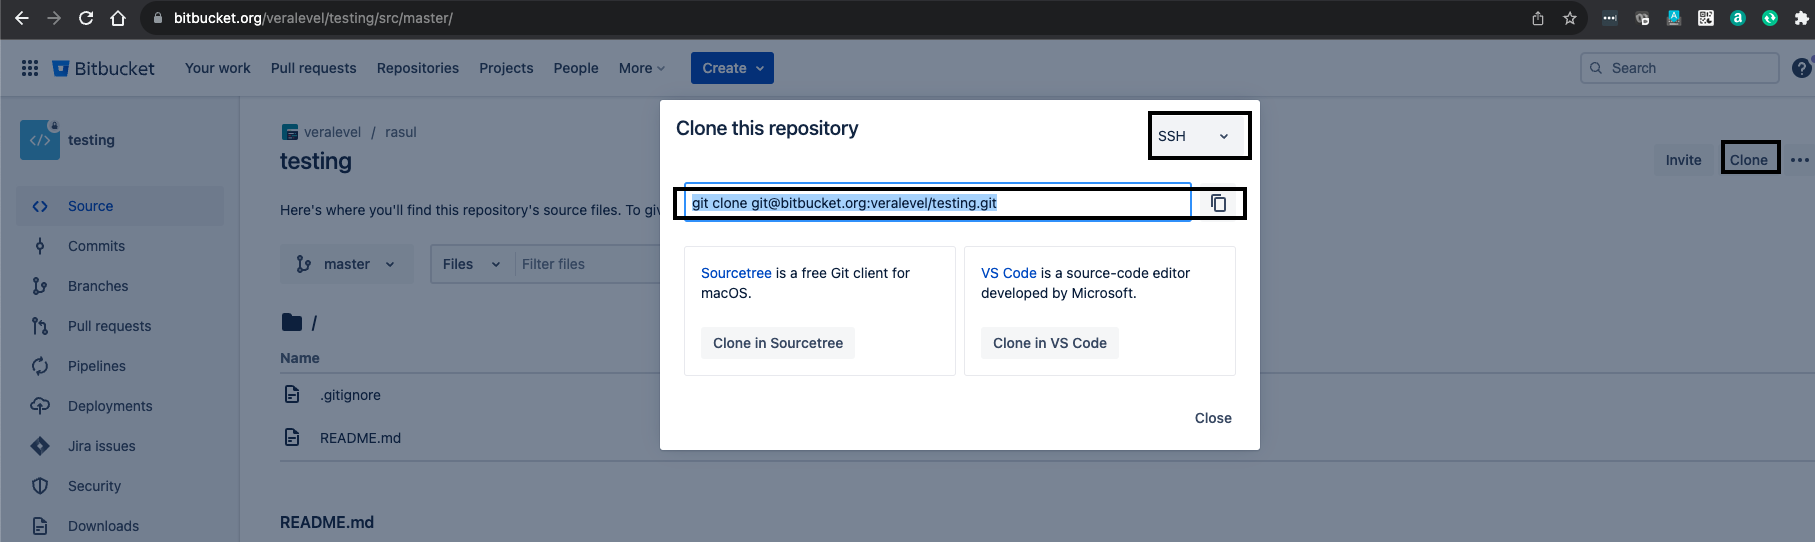 bitbucket.org/veralevel/testing/src/master/
Bitbucket Your work Pull requests Repositories Projects People More Create Search
testing
veralevel / rasul
testing
Invite Clone
Source
Commits
Branches
Pull requests
Pipelines
Deployments
Jira issues
Security
Downloads
Here's where you'll find this repository's source files. To giv
master Files Filter files
/
Name
.gitignore
README.md
README.md
Clone this repository SSH
git clone git@bitbucket.org:veralevel/testing.git
Sourcetree is a free Git client for
macOS.
Clone in Sourcetree
VS Code is a source-code editor
developed by Microsoft.
Clone in VS Code
Close